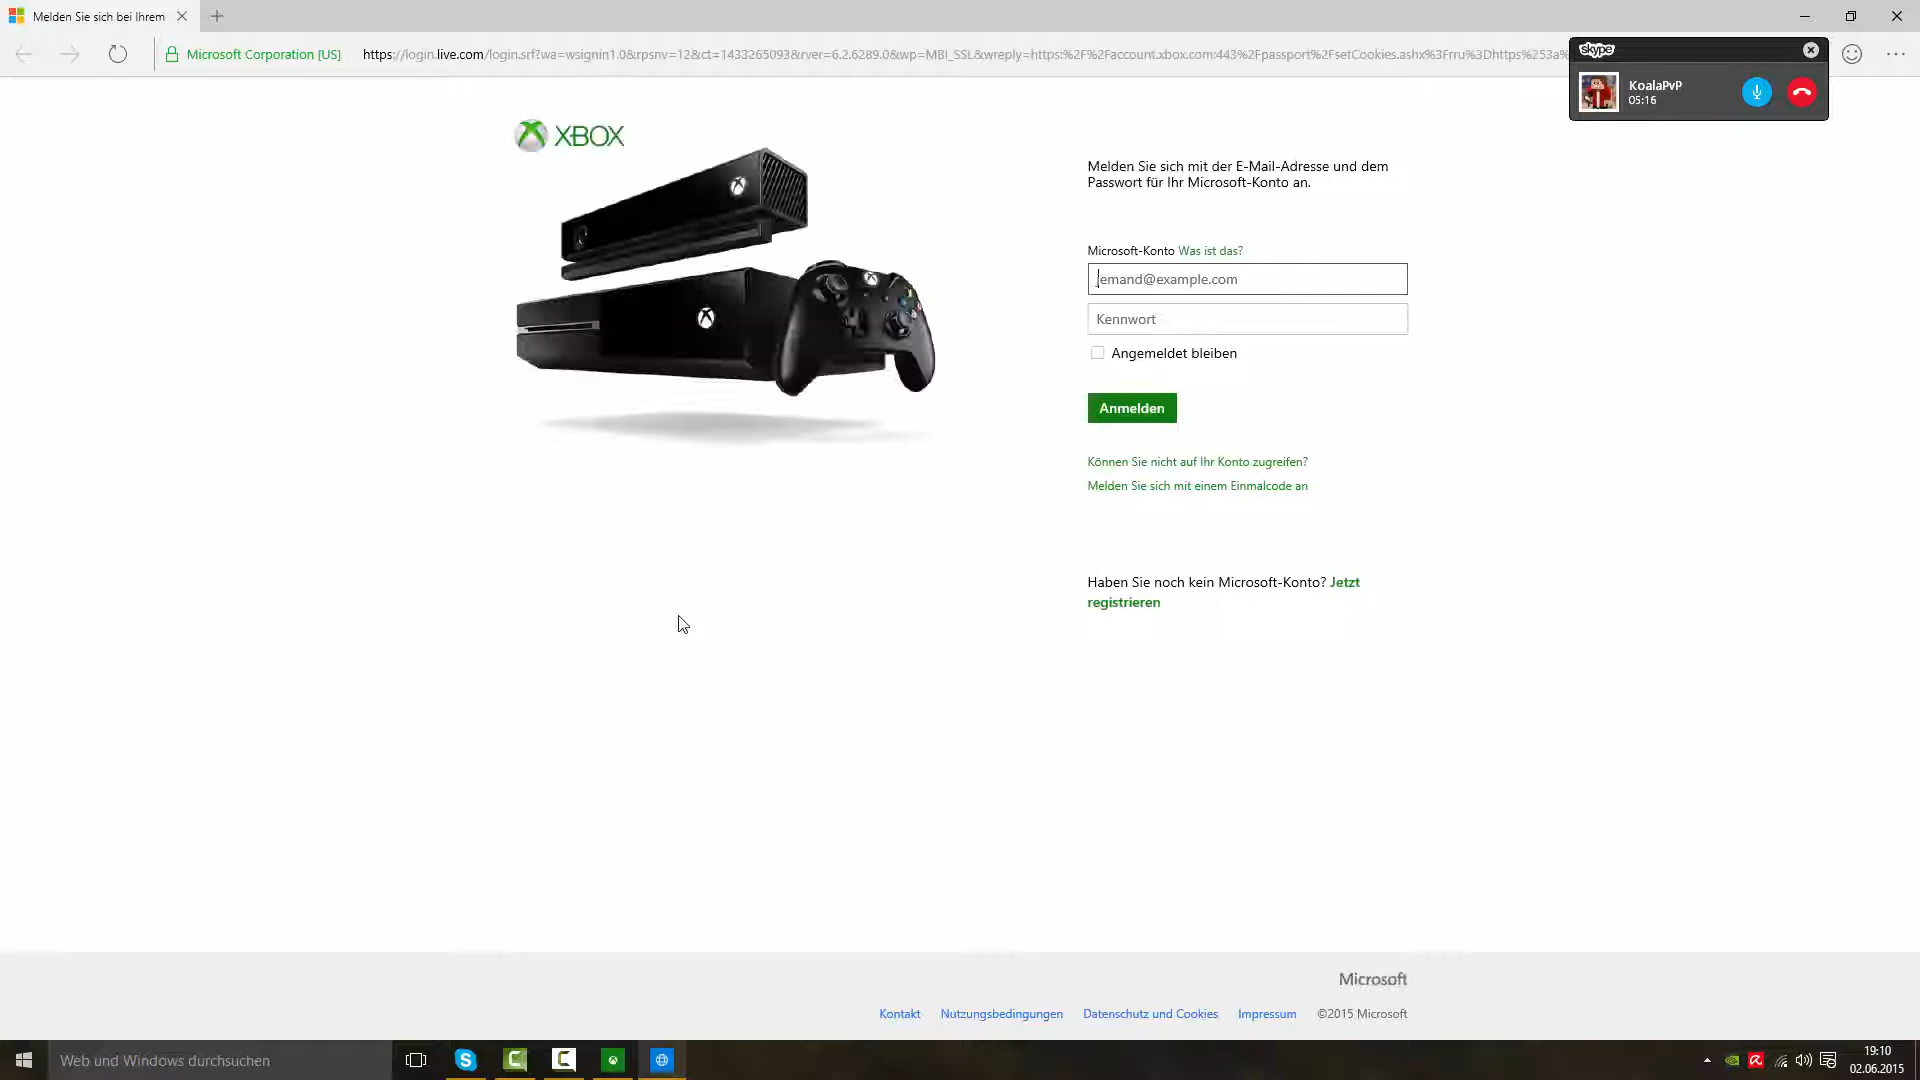 Melden Sie sich bei Ihrem
Microsoft Corporation [US]
https://login.live.com/login.srf?wa=wsignin1.0&rpsnv=12&ct=1433265093&rver=6.2.6289.0&wp=MBI_SSL&wreply=https:%2F%2Faccount.xbox.com:443%2Fpassport%2FsetCookies.ashx%3Frru%3Dhttps%253a%
skype
KoalaPvP
05:16
XBOX
Melden Sie sich mit der E-Mail-Adresse und dem
Passwort für Ihr Microsoft-Konto an.
Microsoft-Konto Was ist das?
jemand@example.com
Kennwort
Angemeldet bleiben
Anmelden
Können Sie nicht auf Ihr Konto zugreifen?
Melden Sie sich mit einem Einmalcode an
Haben Sie noch kein Microsoft-Konto? Jetzt
registrieren
Microsoft
Kontakt Nutzungsbedingungen Datenschutz und Cookies Impressum ©2015 Microsoft
Web und Windows durchsuchen
19:10
02.06.2015